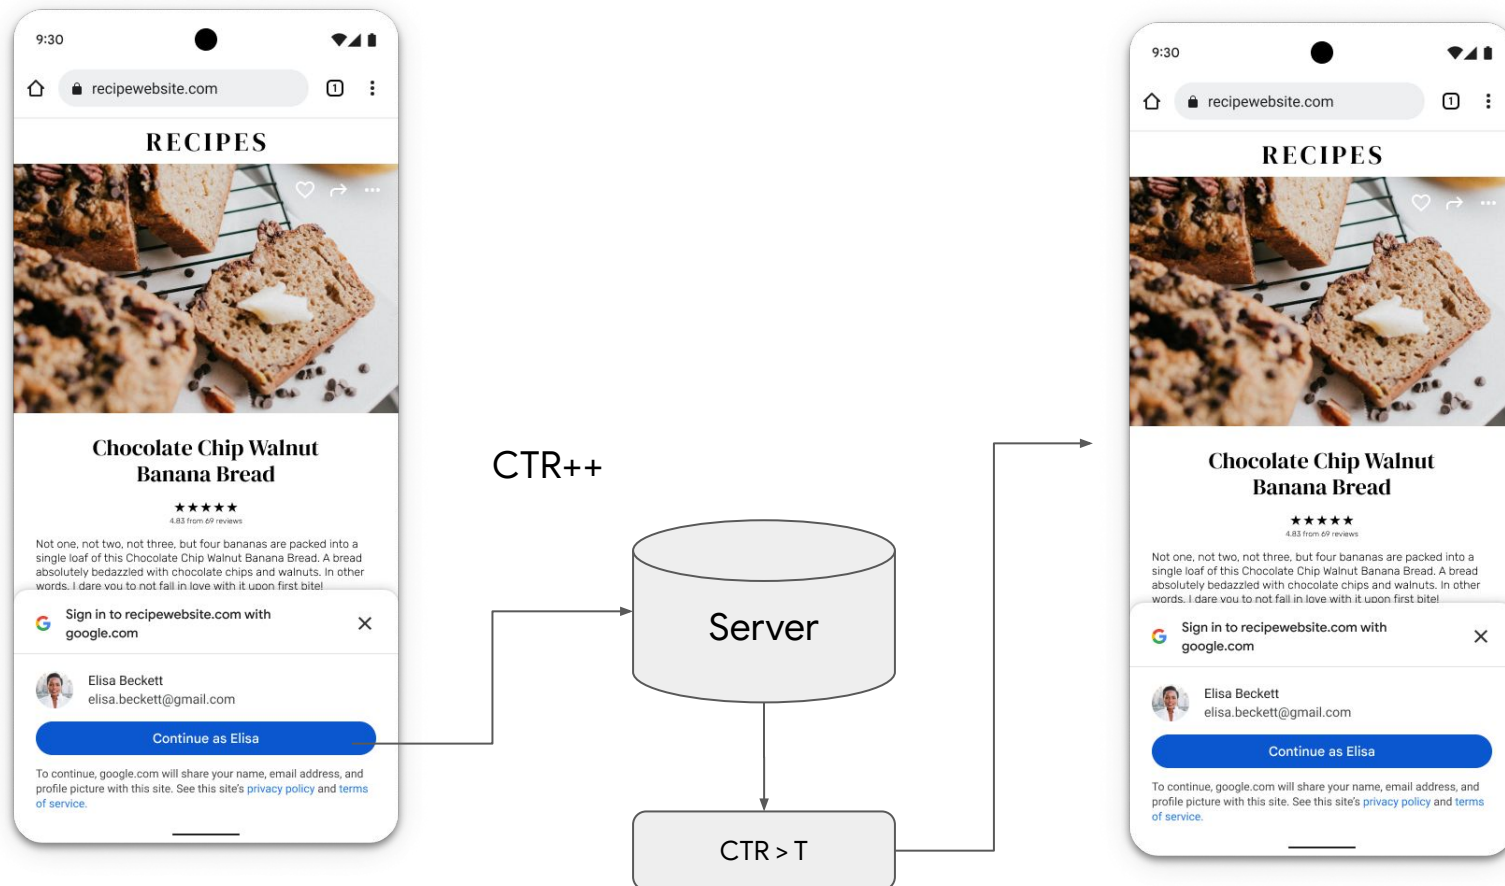 9:30
recipewebsite.com
1
RECIPES
Chocolate Chip Walnut
Banana Bread
★★★★★
4.83 from 69 reviews
Not one, not two, not three, but four bananas are packed into a
single loaf of this Chocolate Chip Walnut Banana Bread. A bread
absolutely bedazzled with chocolate chips and walnuts. In other
words, I dare you to not fall in love with it upon first bite!
Sign in to recipewebsite.com with
google.com
Elisa Beckett
elisa.beckett@gmail.com
Continue as Elisa
To continue, google.com will share your name, email address, and
profile picture with this site. See this site's privacy policy and terms
of service.
CTR++
Server
CTR > T
9:30
recipewebsite.com
1
RECIPES
Chocolate Chip Walnut
Banana Bread
★★★★★
4.83 from 69 reviews
Not one, not two, not three, but four bananas are packed into a
single loaf of this Chocolate Chip Walnut Banana Bread. A bread
absolutely bedazzled with chocolate chips and walnuts. In other
words, I dare you to not fall in love with it upon first bite!
Sign in to recipewebsite.com with
google.com
Elisa Beckett
elisa.beckett@gmail.com
Continue as Elisa
To continue, google.com will share your name, email address, and
profile picture with this site. See this site's privacy policy and terms
of service.